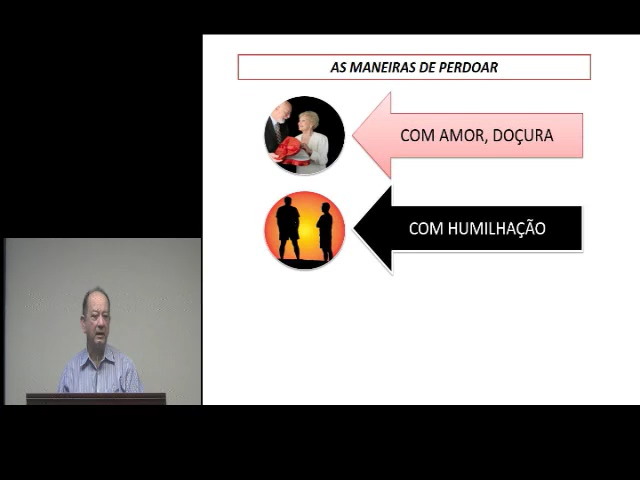 AS MANEIRAS DE PERDOAR
COM AMOR, DOÇURA
COM HUMILHAÇÃO